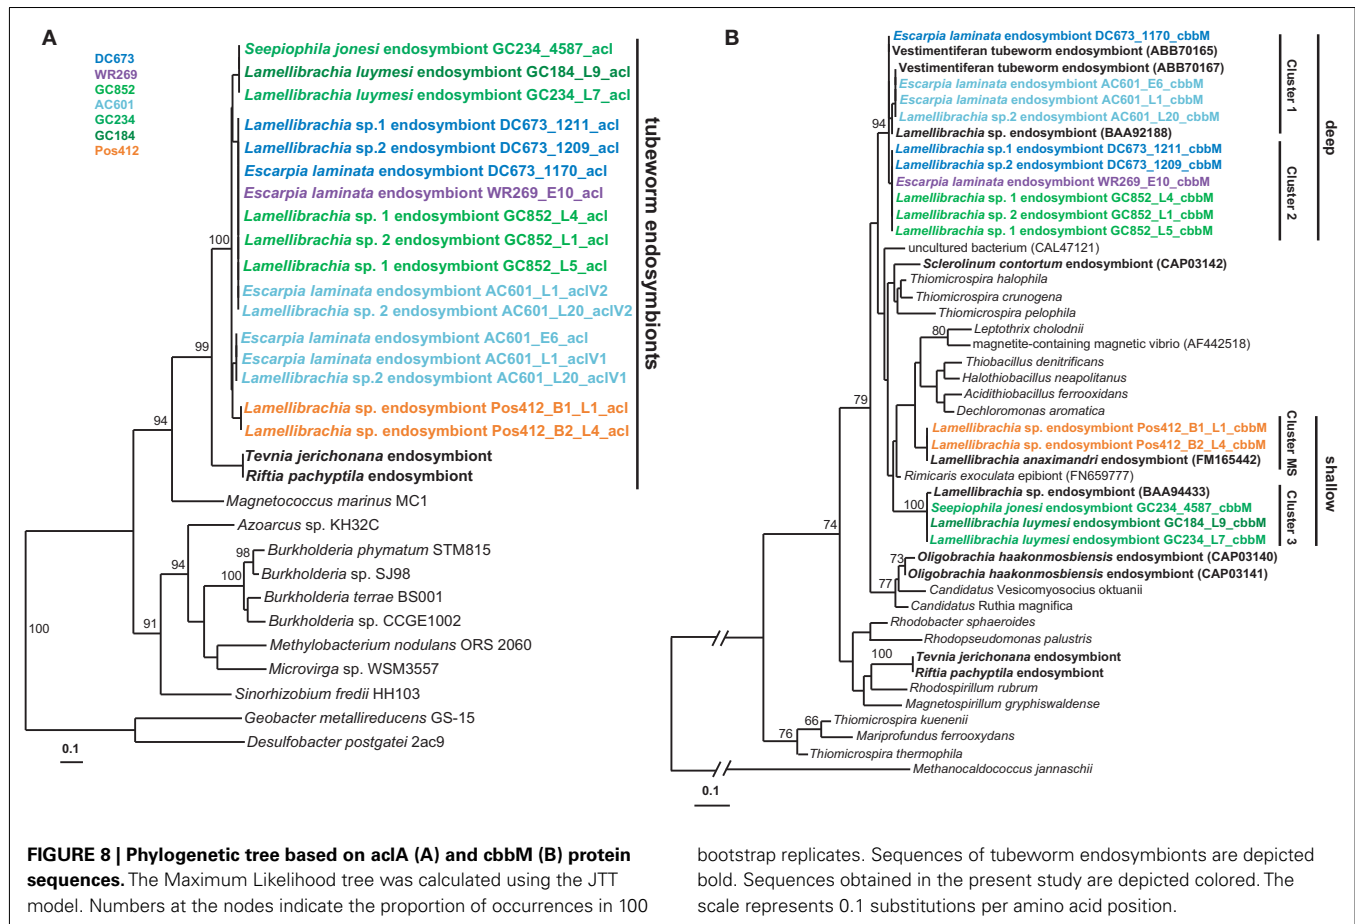 A
DC673
WR269
GC852
AC601
GC234
GC184
Pos412
Seepiophila jonesi endosymbiont GC234_4587_acl
Lamellibrachia luymesi endosymbiont GC184_L9_acl
Lamellibrachia luymesi endosymbiont GC234_L7_acl
Lamellibrachia sp.1 endosymbiont DC673_1211_acl
Lamellibrachia sp.2 endosymbiont DC673_1209_acl
Escarpia laminata endosymbiont DC673_1170_acl
Escarpia laminata endosymbiont WR269_E10_acl
Lamellibrachia sp. 1 endosymbiont GC852_L4_acl
Lamellibrachia sp. 2 endosymbiont GC852_L1_acl
Lamellibrachia sp. 1 endosymbiont GC852_L5_acl
Escarpia laminata endosymbiont AC601_L1_aclV2
Lamellibrachia sp. 2 endosymbiont AC601_L20_aclV2
Escarpia laminata endosymbiont AC601_E6_acl
Escarpia laminata endosymbiont AC601_L1_aclV1
Lamellibrachia sp.2 endosymbiont AC601_L20_aclV1
Lamellibrachia sp. endosymbiont Pos412_B1_L1_acl
Lamellibrachia sp. endosymbiont Pos412_B2_L4_acl
Tevnia jerichonana endosymbiont
Riftia pachyptila endosymbiont
Magnetococcus marinus MC1
Azoarcus sp. KH32C
Burkholderia phymatum STM815
Burkholderia sp. SJ98
Burkholderia terrae BS001
Burkholderia sp. CCGE1002
Methylobacterium nodulans ORS 2060
Microvirga sp. WSM3557
Sinorhizobium fredii HH103
Geobacter metallireducens GS-15
Desulfobacter postgatei 2ac9
tubeworm endosymbionts
100
99
94
98
94
100
91
100
0.1
B
Escarpia laminata endosymbiont DC673_1170_cbbM
Vestimentiferan tubeworm endosymbiont (ABB70165)
Vestimentiferan tubeworm endosymbiont (ABB70167)
Escarpia laminata endosymbiont AC601_E6_cbbM
Escarpia laminata endosymbiont AC601_L1_cbbM
Lamellibrachia sp.2 endosymbiont AC601_L20_cbbM
Lamellibrachia sp. endosymbiont (BAA92188)
Lamellibrachia sp.1 endosymbiont DC673_1211_cbbM
Lamellibrachia sp.2 endosymbiont DC673_1209_cbbM
Escarpia laminata endosymbiont WR269_E10_cbbM
Lamellibrachia sp. 1 endosymbiont GC852_L4_cbbM
Lamellibrachia sp. 2 endosymbiont GC852_L1_cbbM
Lamellibrachia sp. 1 endosymbiont GC852_L5_cbbM
uncultured bacterium (CAL47121)
Sclerolinum contortum endosymbiont (CAP03142)
Thiomicrospira halophila
Thiomicrospira crunogena
Thiomicrospira pelophila
Leptothrix cholodnii
magnetite-containing magnetic vibrio (AF442518)
Thiobacillus denitrificans
Halothiobacillus neapolitanus
Acidithiobacillus ferrooxidans
Dechloromonas aromatica
Lamellibrachia sp. endosymbiont Pos412_B1_L1_cbbM
Lamellibrachia sp. endosymbiont Pos412_B2_L4_cbbM
Lamellibrachia anaximandri endosymbiont (FM165442)
Rimicaris exoculata epibiont (FN659777)
Lamellibrachia sp. endosymbiont (BAA94433)
Seepiophila jonesi endosymbiont GC234_4587_cbbM
Lamellibrachia luymesi endosymbiont GC184_L9_cbbM
Lamellibrachia luymesi endosymbiont GC234_L7_cbbM
Oligobrachia haakonmosbiensis endosymbiont (CAP03140)
Oligobrachia haakonmosbiensis endosymbiont (CAP03141)
Candidatus Vesicomyosocius oktuanii
Candidatus Ruthia magnifica
Rhodobacter sphaeroides
Rhodopseudomonas palustris
Tevnia jerichonana endosymbiont
Riftia pachyptila endosymbiont
Rhodospirillum rubrum
Magnetospirillum gryphiswaldense
Thiomicrospira kuenenii
Mariprofundus ferrooxydans
Thiomicrospira thermophila
Methanocaldococcus jannaschii
94
80
79
100
74
73
77
100
66
76
0.1
Cluster 1
Cluster 2
deep
Cluster MS
Cluster 3
shallow
FIGURE 8 | Phylogenetic tree based on aclA (A) and cbbM (B) protein
sequences. The Maximum Likelihood tree was calculated using the JTT
model. Numbers at the nodes indicate the proportion of occurrences in 100
bootstrap replicates. Sequences of tubeworm endosymbionts are depicted
bold. Sequences obtained in the present study are depicted colored. The
scale represents 0.1 substitutions per amino acid position.